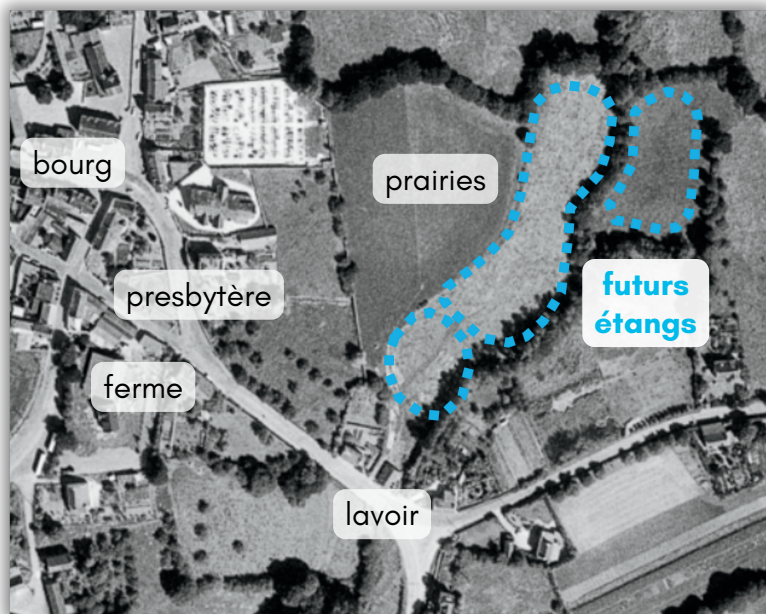 bourg
prairies
presbytère
futurs
étangs
ferme
lavoir